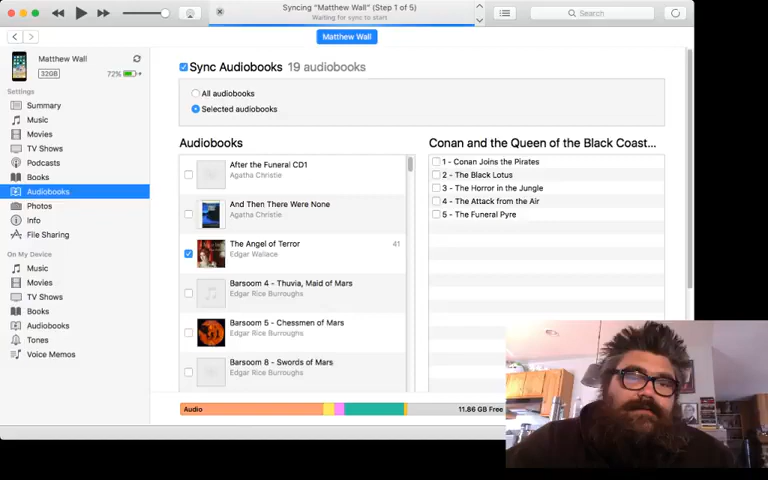 Syncing "Matthew Wall" (Step 1 of 5)
Waiting for sync to start
Search
Matthew Wall
Matthew Wall
32GB
72%
Settings
Summary
Music
Movies
TV Shows
Podcasts
Books
Audiobooks
Photos
Info
File Sharing
On My Device
Music
Movies
TV Shows
Books
Audiobooks
Tones
Voice Memos
Sync Audiobooks 19 audiobooks
All audiobooks
Selected audiobooks
Audiobooks
After the Funeral CD1
Agatha Christie
And Then There Were None
Agatha Christie
The Angel of Terror 41
Edgar Wallace
Barsoom 4 - Thuvia, Maid of Mars
Edgar Rice Burroughs
Barsoom 5 - Chessmen of Mars
Edgar Rice Burroughs
Barsoom 8 - Swords of Mars
Edgar Rice Burroughs
Conan and the Queen of the Black Coast...
1 - Conan Joins the Pirates
2 - The Black Lotus
3 - The Horror in the Jungle
4 - The Attack from the Air
5 - The Funeral Pyre
Audio
11.86 GB Free